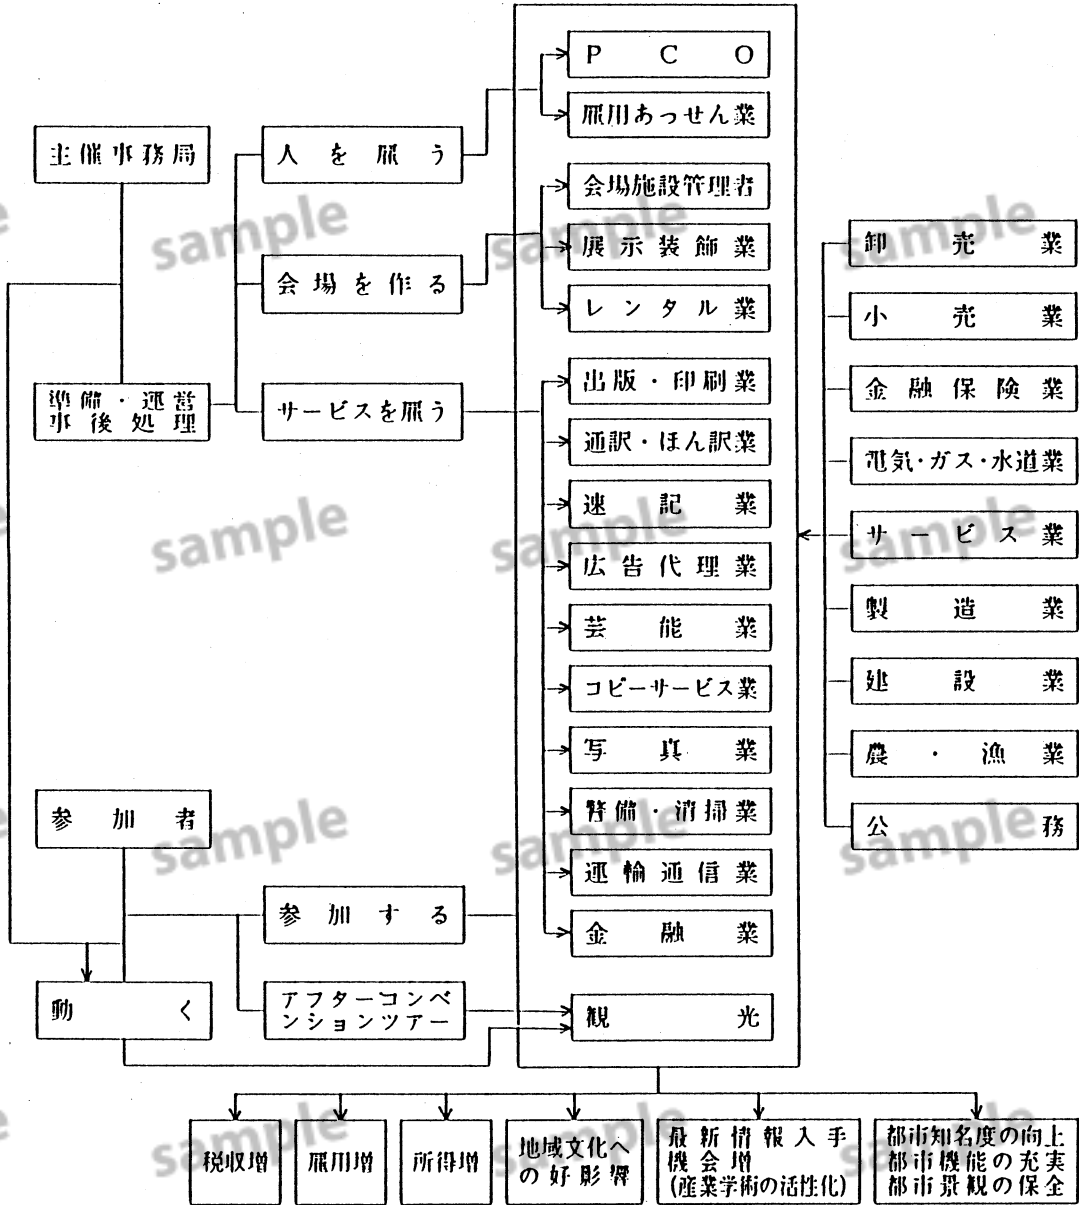 P C O
雇用あっせん業
主催事務局
人を雇う
会場施設管理者
展示装飾業
レンタル業
会場を作る
準備・運営
事後処理
サービスを雇う
出版・印刷業
通訳・ほん訳業
速記業
広告代理業
芸能業
コピーサービス業
写真業
警備・清掃業
運輸通信業
金融業
卸売業
小売業
金融保険業
電気・ガス・水道業
サービス業
製造業
建設業
農・漁業
公務
参加者
参加する
動く
アフターコンベ
ンションツアー
観光
税収増
雇用増
所得増
地域文化へ
の好影響
最新情報入手
機会増
(産業学術の活性化)
都市知名度の向上
都市機能の充実
都市景観の保全
sample
sample
sample
sample
sample
sample
sample
sample
sample
sample
sample
sample